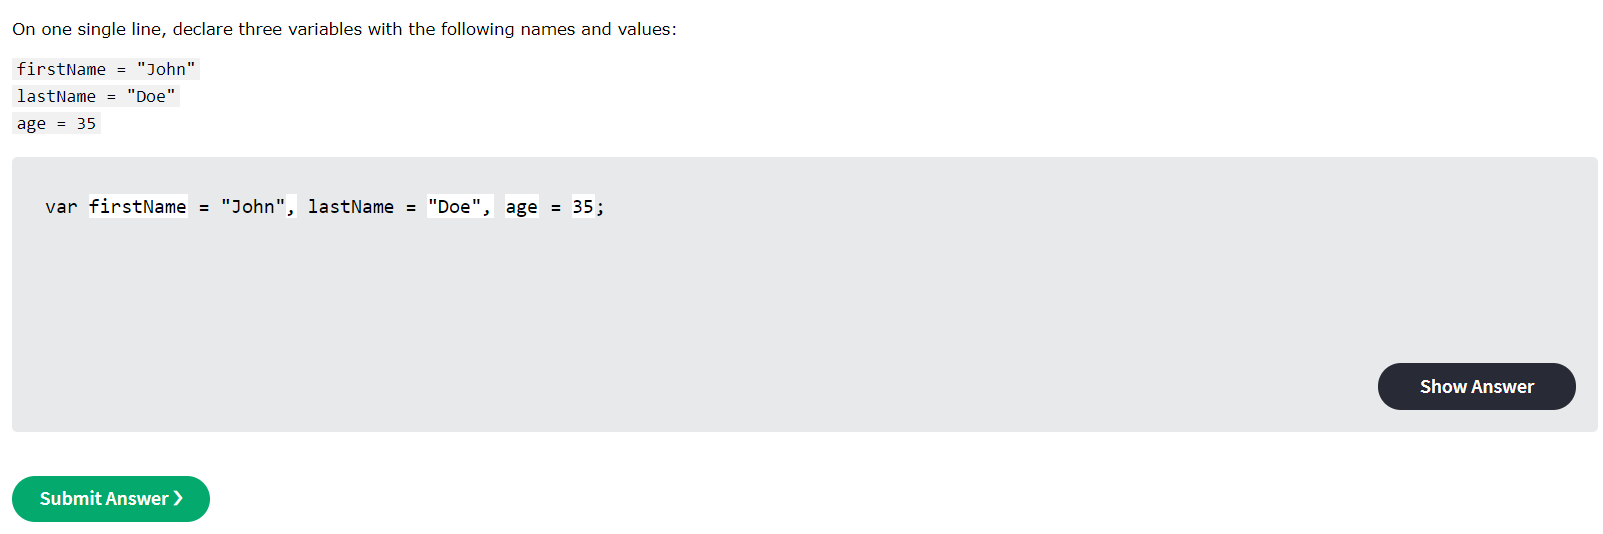 On one single line, declare three variables with the following names and values:
firstName = "John"
lastName = "Doe"
age = 35
var firstName = "John", lastName = "Doe", age = 35;
Show Answer
Submit Answer ❯